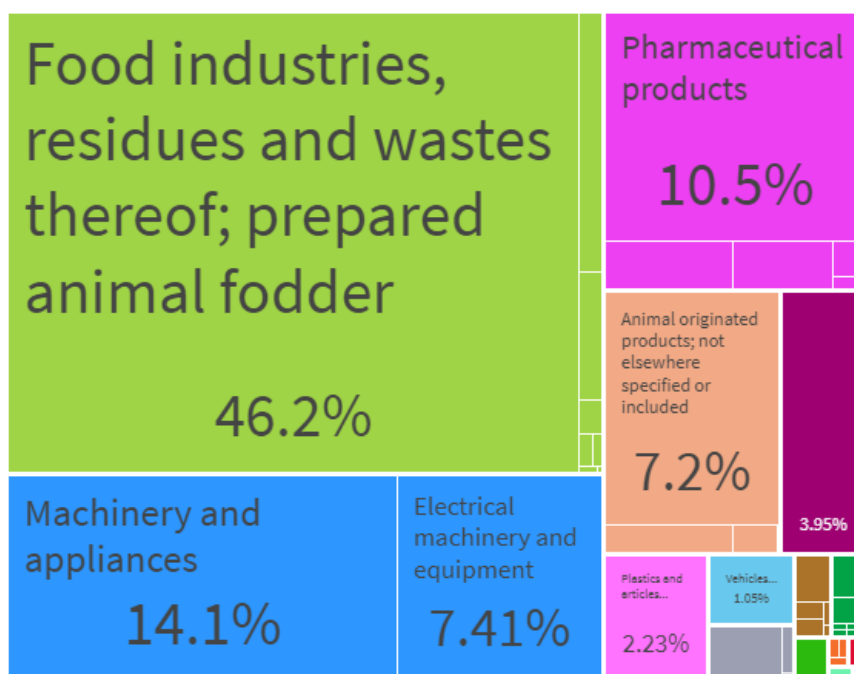 Food industries,
residues and wastes
thereof; prepared
animal fodder
46.2%
Pharmaceutical
products
10.5%
Animal originated
products; not
elsewhere
specified or
included
7.2%
3.95%
Machinery and
appliances
14.1%
Electrical
machinery and
equipment
7.41%
Plastics and
articles...
2.23%
Vehicles...
1.05%